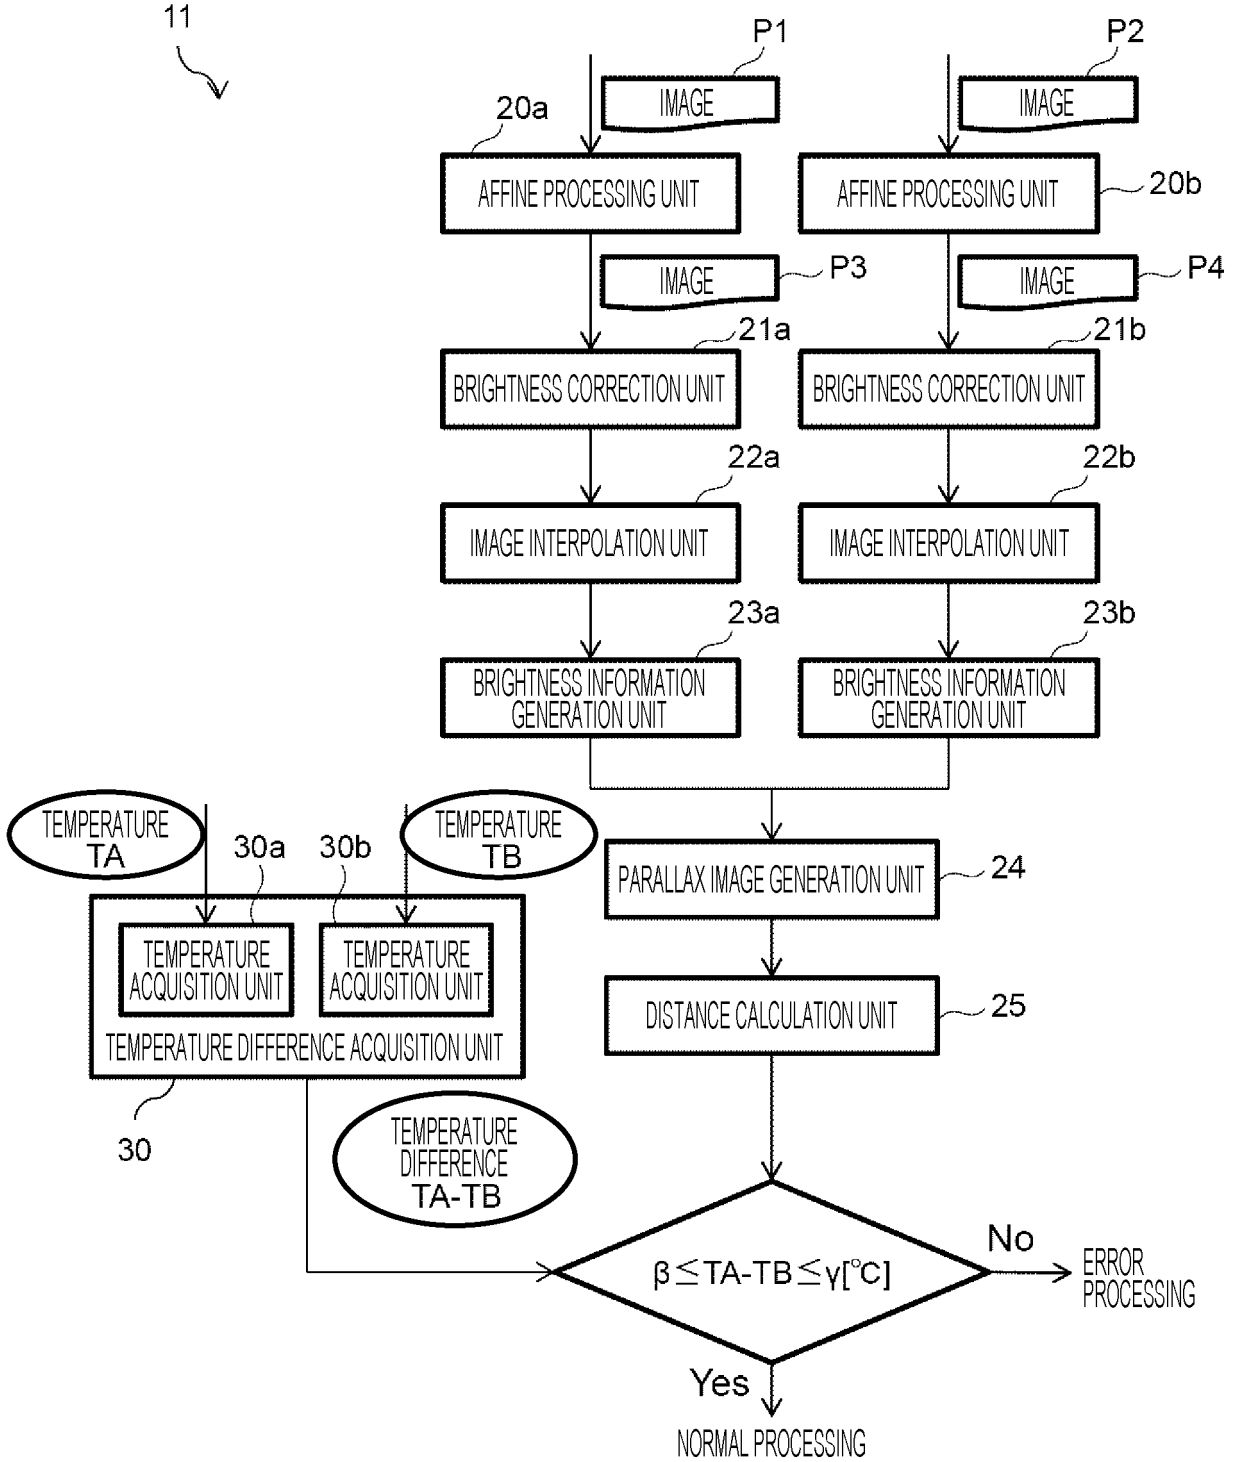 11
P1
P2
IMAGE
IMAGE
20a
AFFINE PROCESSING UNIT
AFFINE PROCESSING UNIT
20b
IMAGE
P3
IMAGE
P4
21a
21b
BRIGHTNESS CORRECTION UNIT
BRIGHTNESS CORRECTION UNIT
22a
22b
IMAGE INTERPOLATION UNIT
IMAGE INTERPOLATION UNIT
23a
23b
BRIGHTNESS INFORMATION
GENERATION UNIT
BRIGHTNESS INFORMATION
GENERATION UNIT
TEMPERATURE
TA
30a
30b
TEMPERATURE
TB
PARALLAX IMAGE GENERATION UNIT
24
TEMPERATURE
ACQUISITION UNIT
TEMPERATURE
ACQUISITION UNIT
TEMPERATURE DIFFERENCE ACQUISITION UNIT
DISTANCE CALCULATION UNIT
25
30
TEMPERATURE
DIFFERENCE
TA-TB
β≦TA-TB≦γ[℃]
No
ERROR
PROCESSING
Yes
NORMAL PROCESSING